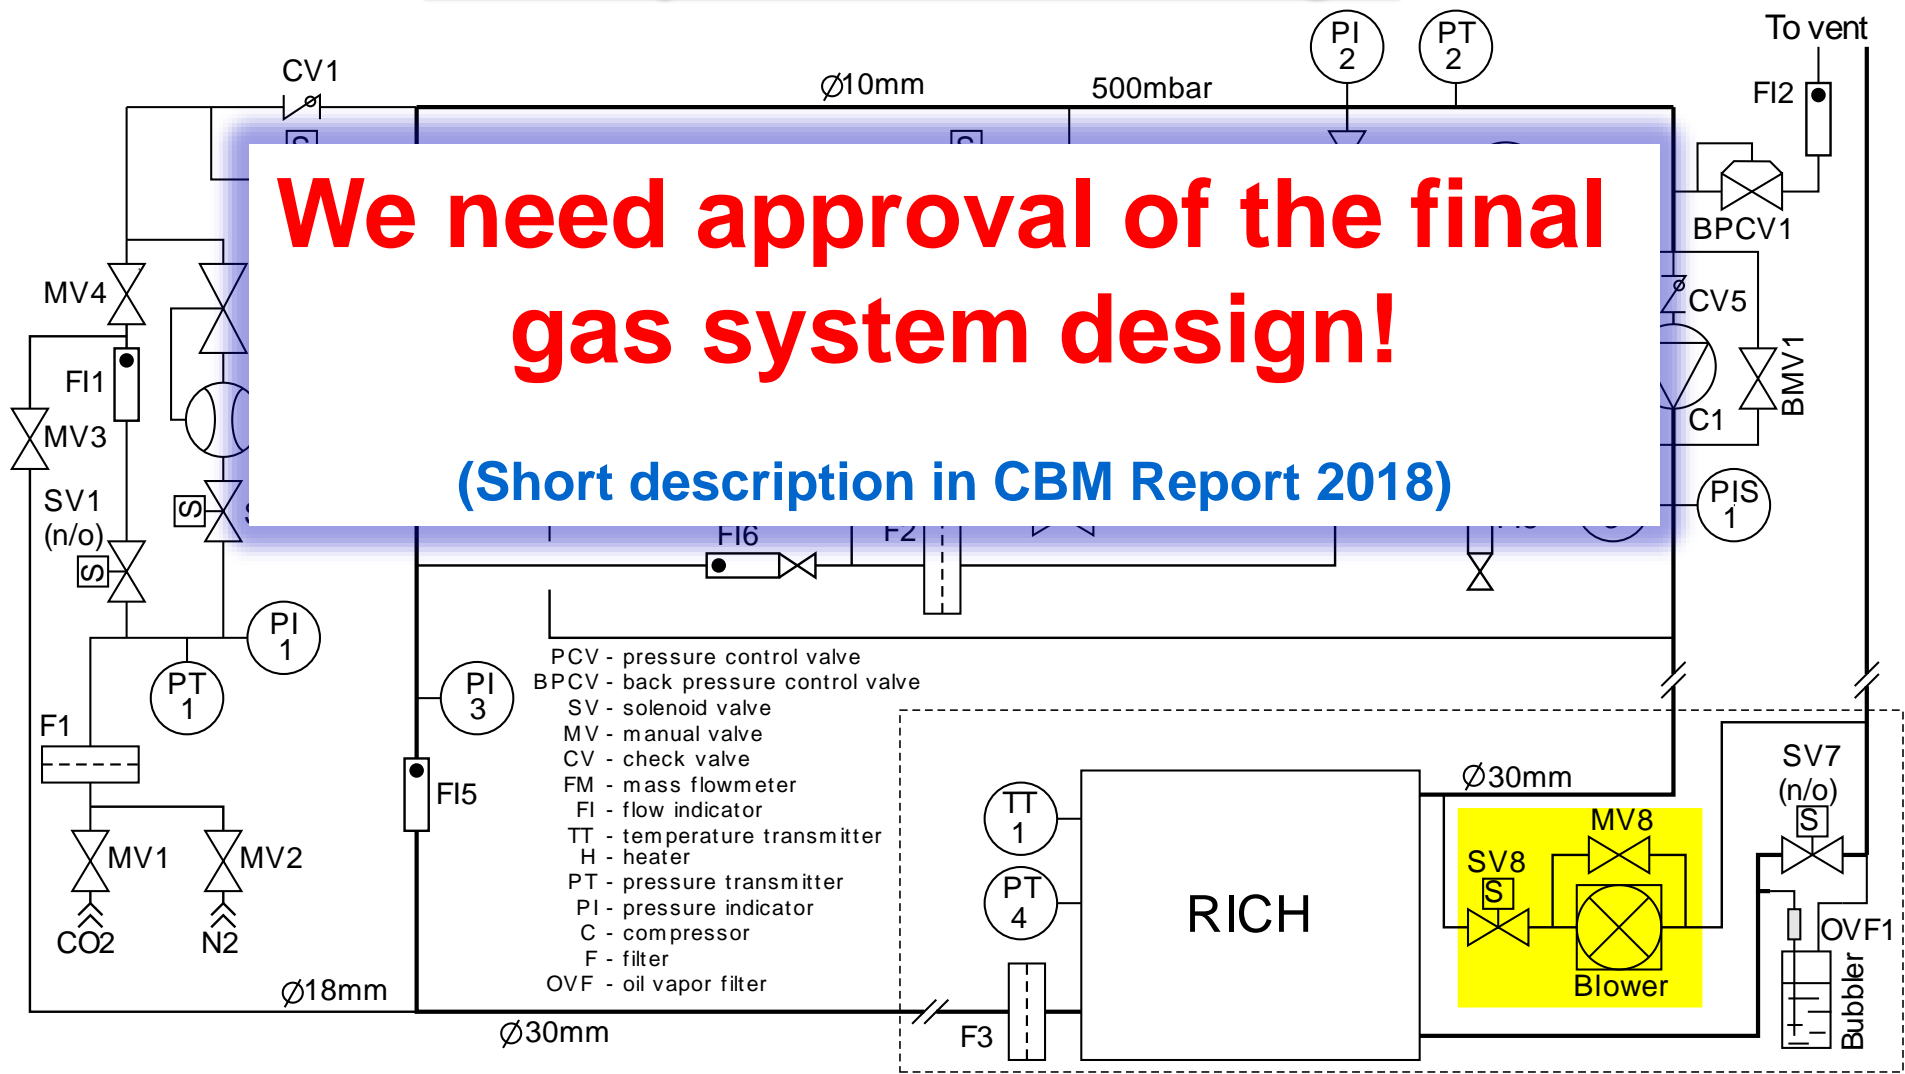 To vent
PI
2
PT
2
CV1
Ø10mm
500mbar
FI2
S
S
We need approval of the final
gas system design!
(Short description in CBM Report 2018)
BPCV1
MV4
CV5
FI1
BMV1
MV3
C1
SV1
(n/o)
S
S
PIS
1
FI6
F2
PI
1
PT
1
PI
3
PCV - pressure control valve
BPCV - back pressure control valve
SV - solenoid valve
MV - manual valve
CV - check valve
FM - mass flowmeter
FI - flow indicator
TT - temperature transmitter
H - heater
PT - pressure transmitter
PI - pressure indicator
C - compressor
F - filter
OVF - oil vapor filter
F1
FI5
MV1
MV2
CO2
N2
Ø18mm
Ø30mm
F3
TT
1
PT
4
RICH
Ø30mm
SV7
(n/o)
S
MV8
SV8
S
Blower
OVF1
Bubbler